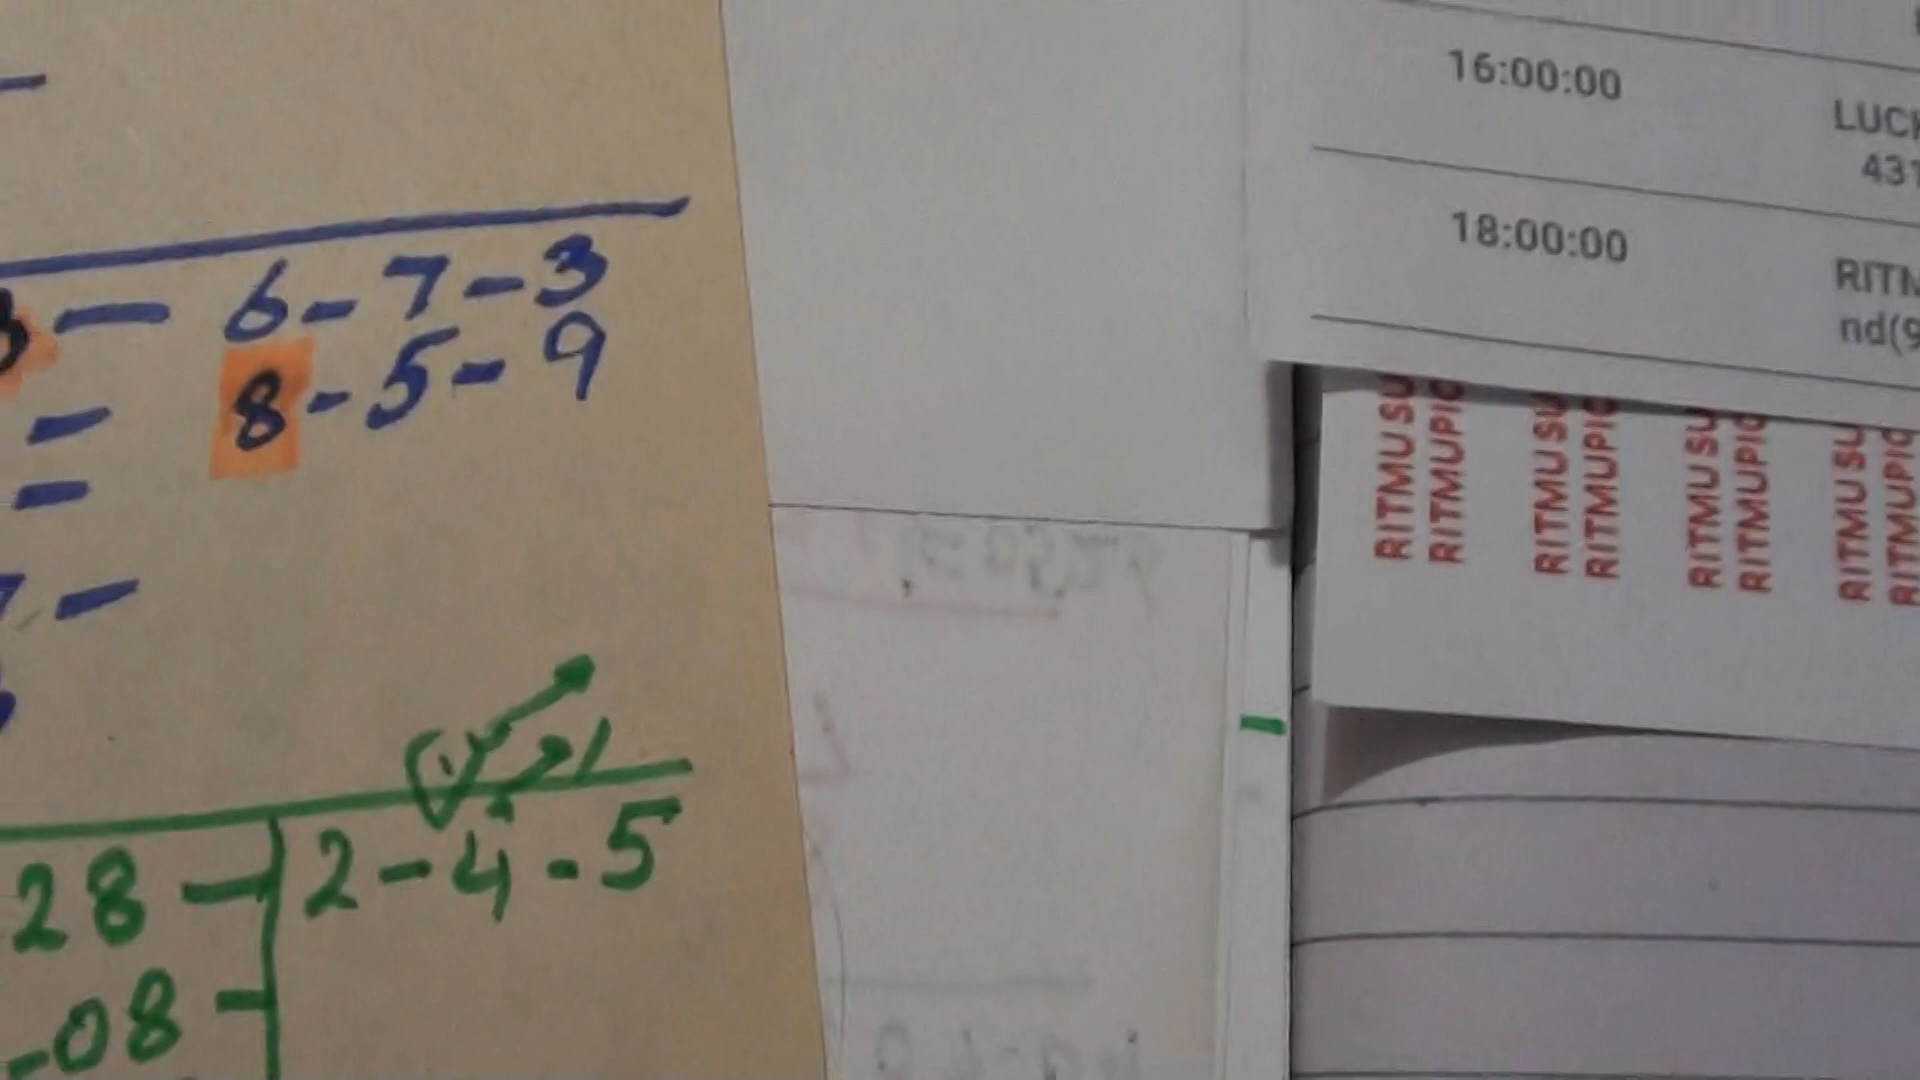 6-7-3
8-5-9
28 - 2-4-5
-08 -
16:00:00
LUCK
431
18:00:00
RITM
nd(9
RITMU SU
RITMUPIC
RITMU SU
RITMUPIC
RITMU SU
RITMUPIC
RITMU SU
RITMUPIC